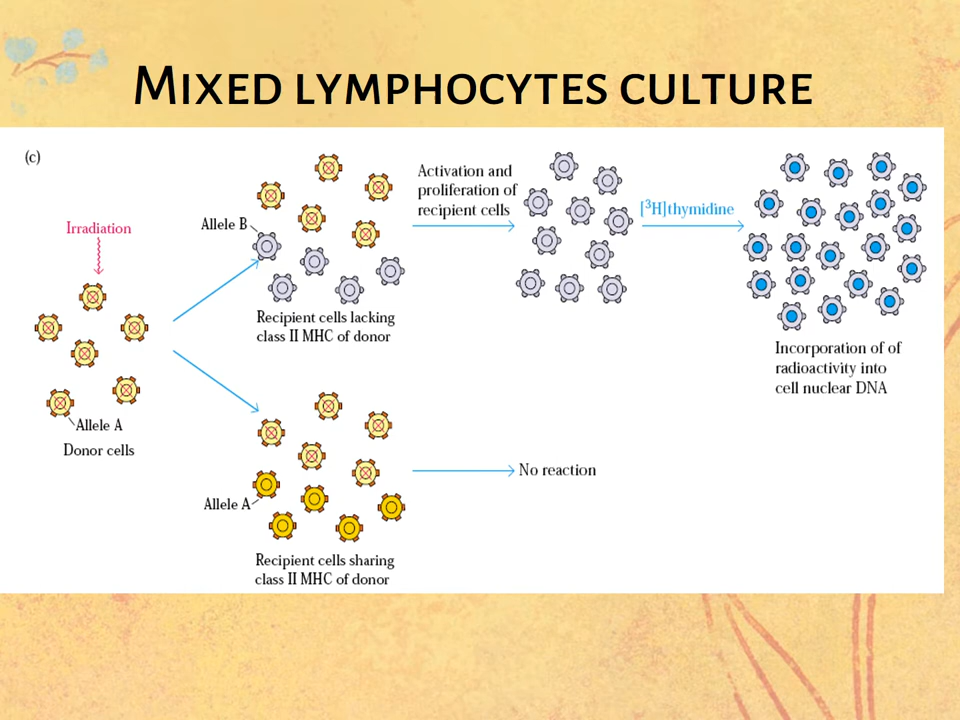 Mixed lymphocytes culture
(c)
Irradiation
Allele A
Donor cells
Allele B
Recipient cells lacking
class II MHC of donor
Activation and
proliferation of
recipient cells
[³H]thymidine
Incorporation of of
radioactivity into
cell nuclear DNA
Allele A
Recipient cells sharing
class II MHC of donor
No reaction